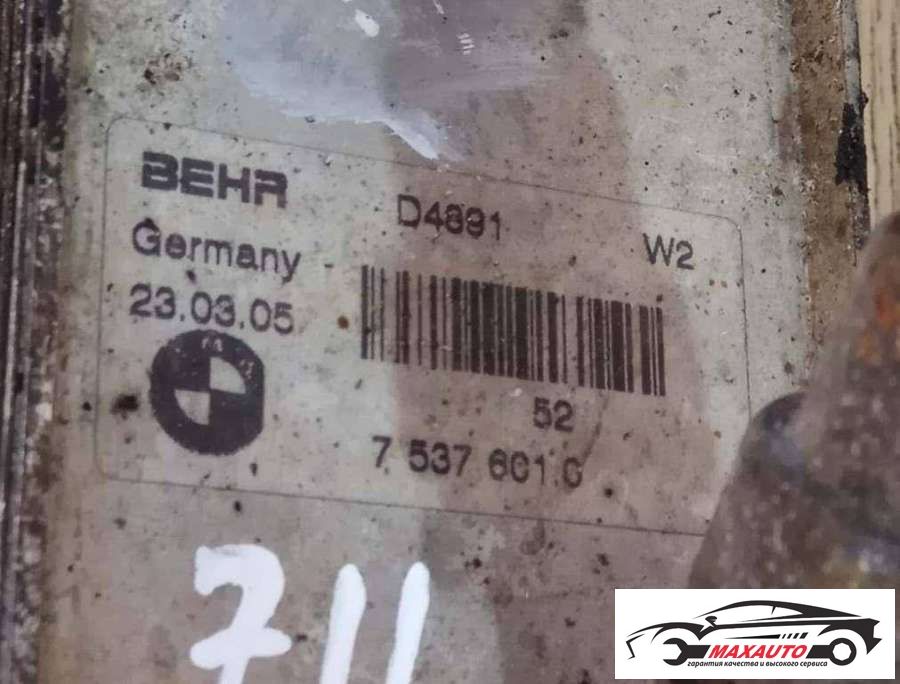 BEHR
D4891
W2
Germany
23.03.05
52
7 537 601.0
711
MAXAUTO
гарантия качества и высокого сервиса